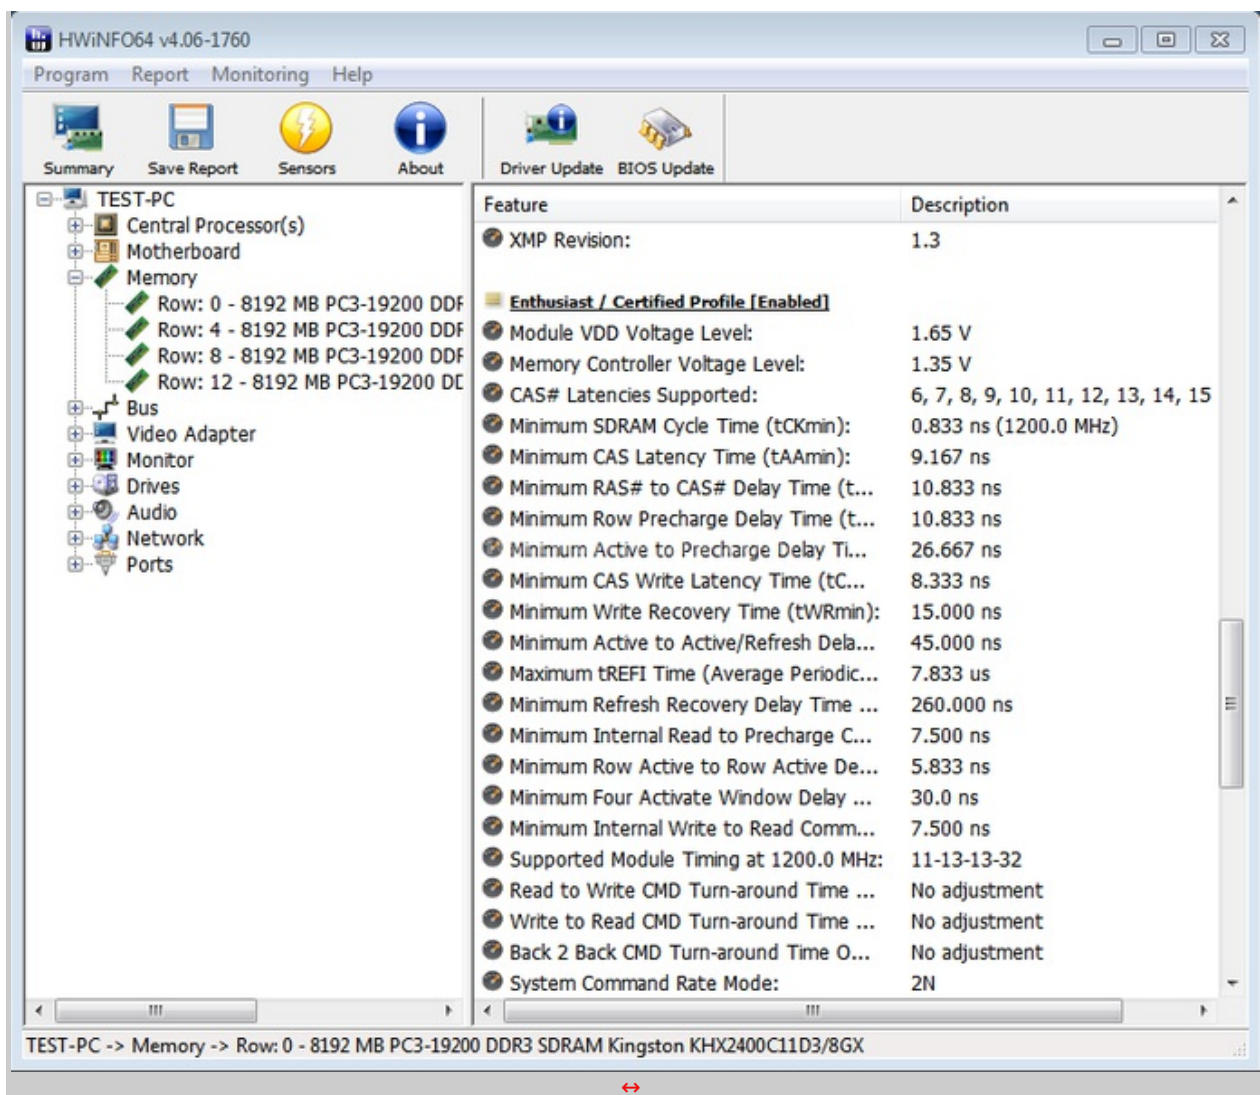 HWiNFO64 v4.06-1760
Program Report Monitoring Help
Summary Save Report Sensors About Driver Update BIOS Update
TEST-PC
Central Processor(s)
Motherboard
Memory
Row: 0 - 8192 MB PC3-19200 DDR
Row: 4 - 8192 MB PC3-19200 DDR
Row: 8 - 8192 MB PC3-19200 DDR
Row: 12 - 8192 MB PC3-19200 DD
Bus
Video Adapter
Monitor
Drives
Audio
Network
Ports
Feature Description
XMP Revision: 1.3
Enthusiast / Certified Profile [Enabled]
Module VDD Voltage Level: 1.65 V
Memory Controller Voltage Level: 1.35 V
CAS# Latencies Supported: 6, 7, 8, 9, 10, 11, 12, 13, 14, 15
Minimum SDRAM Cycle Time (tCKmin): 0.833 ns (1200.0 MHz)
Minimum CAS Latency Time (tAAmin): 9.167 ns
Minimum RAS# to CAS# Delay Time (t... 10.833 ns
Minimum Row Precharge Delay Time (t... 10.833 ns
Minimum Active to Precharge Delay Ti... 26.667 ns
Minimum CAS Write Latency Time (tC... 8.333 ns
Minimum Write Recovery Time (tWRmin): 15.000 ns
Minimum Active to Active/Refresh Dela... 45.000 ns
Maximum tREFI Time (Average Periodic... 7.833 us
Minimum Refresh Recovery Delay Time ... 260.000 ns
Minimum Internal Read to Precharge C... 7.500 ns
Minimum Row Active to Row Active De... 5.833 ns
Minimum Four Activate Window Delay ... 30.0 ns
Minimum Internal Write to Read Comm... 7.500 ns
Supported Module Timing at 1200.0 MHz: 11-13-13-32
Read to Write CMD Turn-around Time ... No adjustment
Write to Read CMD Turn-around Time ... No adjustment
Back 2 Back CMD Turn-around Time O... No adjustment
System Command Rate Mode: 2N
TEST-PC -> Memory -> Row: 0 - 8192 MB PC3-19200 DDR3 SDRAM Kingston KHX2400C11D3/8GX